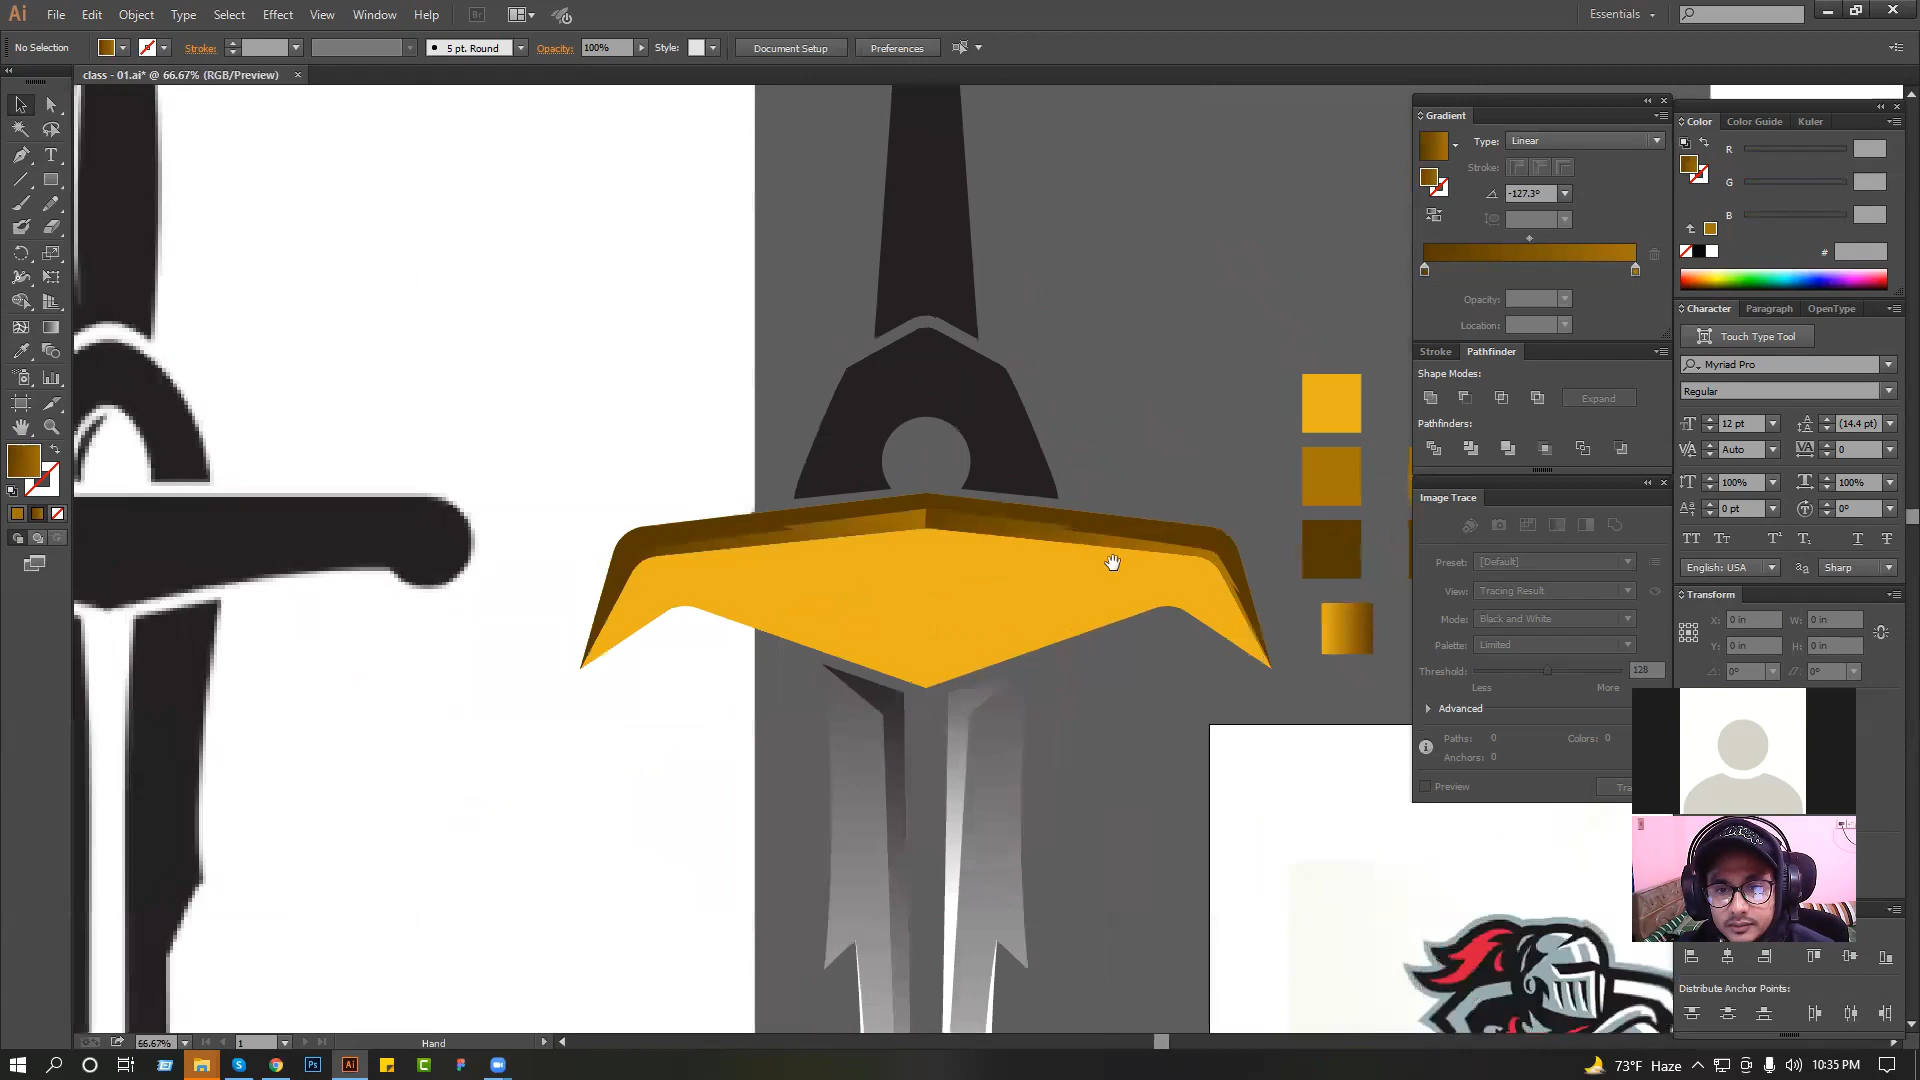 Ai File Edit Object Type Select Effect View Window Help Br Essentials
No Selection Stroke: 5 pt. Round Opacity: 100% Style: Document Setup Preferences
class - 01.ai* @ 66.67% (RGB/Preview) ×
Gradient
Type: Linear
Stroke:
-127.3°
Opacity:
Location:
Color Color Guide Kuler
R
G
B
#
Stroke Pathfinder
Shape Modes:
Expand
Pathfinders:
Character Paragraph OpenType
Touch Type Tool
Myriad Pro
Regular
12 pt (14.4 pt)
Auto 0
100% 100%
0 pt 0°
English: USA Sharp
Image Trace
Preset: [Default]
View: Tracing Result
Mode: Black and White
Palette: Limited
Threshold: 128
Less More
Advanced
Paths: 0 Colors: 0
Anchors: 0
Preview Tra
Transform
X: 0 in W: 0 in
Y: 0 in H: 0 in
0° 0°
Distribute Anchor Points:
66.67% 1 Hand
Ps Ai 73°F Haze 10:35 PM